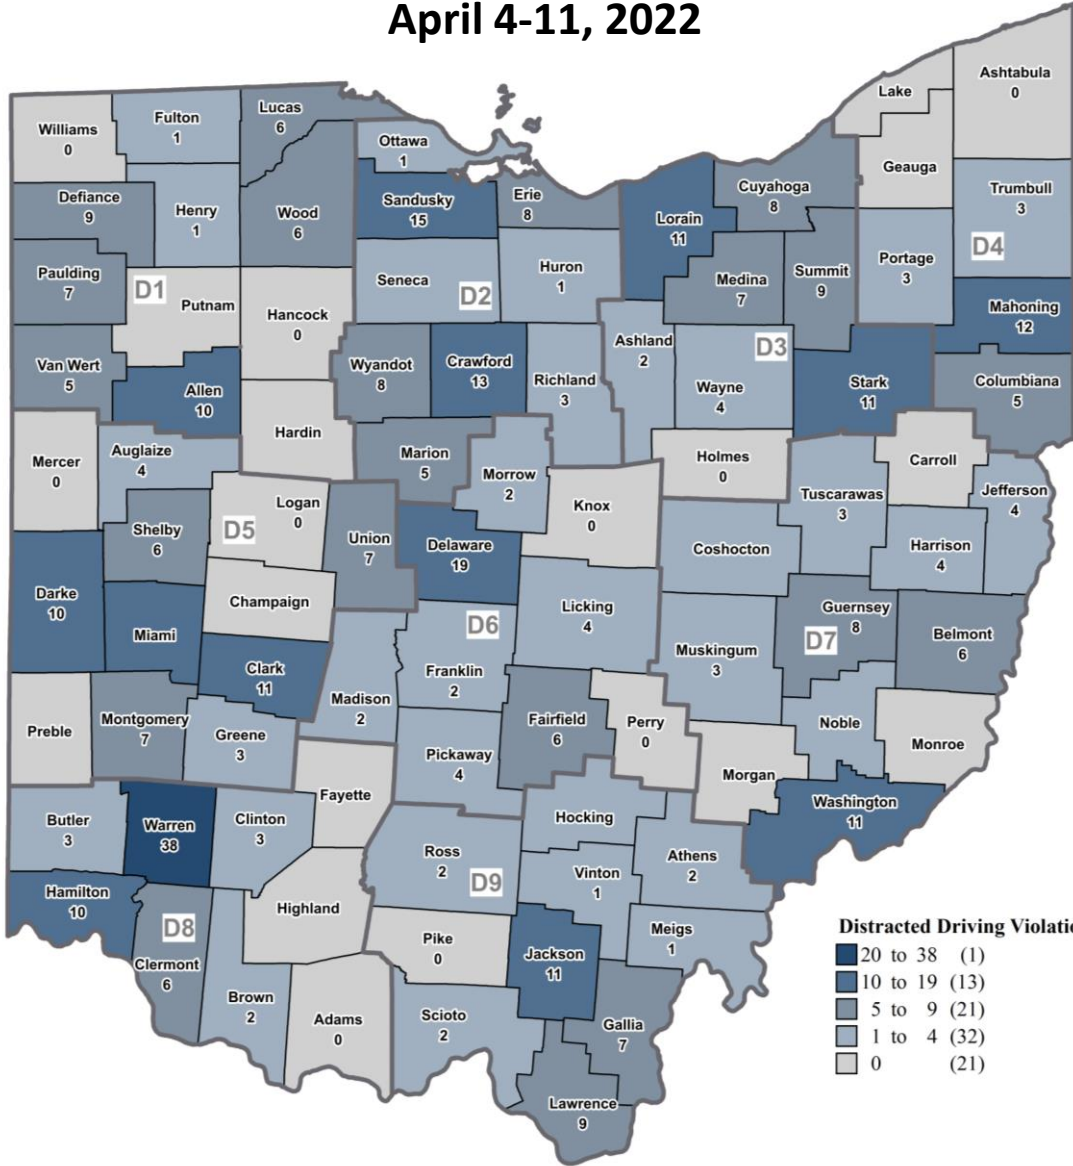 April 4-11, 2022
Ashtabula
0
Lake
Williams
0
Fulton
1
Lucas
6
Ottawa
1
Geauga
Defiance
9
Henry
1
Wood
6
Sandusky
15
Erie
8
Lorain
11
Cuyahoga
8
Trumbull
3
D4
Paulding
7
D1
Putnam
Hancock
0
Seneca
D2
Huron
1
Medina
7
Summit
9
Portage
3
Mahoning
12
Van Wert
5
Allen
10
Wyandot
8
Crawford
13
Richland
3
Ashland
2
D3
Wayne
4
Stark
11
Columbiana
5
Mercer
0
Auglaize
4
Hardin
Marion
5
Morrow
2
Holmes
0
Carroll
Jefferson
4
Logan
0
D5
Shelby
6
Union
7
Delaware
19
Knox
0
Tuscarawas
3
Coshocton
Harrison
4
Darke
10
Miami
Champaign
Clark
11
D6
Licking
4
Franklin
2
Muskingum
3
Guernsey
8
D7
Belmont
6
Preble
Montgomery
7
Greene
3
Madison
2
Pickaway
4
Fairfield
6
Perry
0
Noble
Monroe
Morgan
Butler
3
Warren
38
Clinton
3
Fayette
Hocking
Washington
11
Ross
2
D9
Vinton
1
Athens
2
Hamilton
10
D8
Clermont
6
Highland
Pike
0
Jackson
11
Meigs
1
Brown
2
Adams
0
Scioto
2
Gallia
7
Lawrence
9
Distracted Driving Violatio
20 to 38 (1)
10 to 19 (13)
5 to 9 (21)
1 to 4 (32)
0 (21)